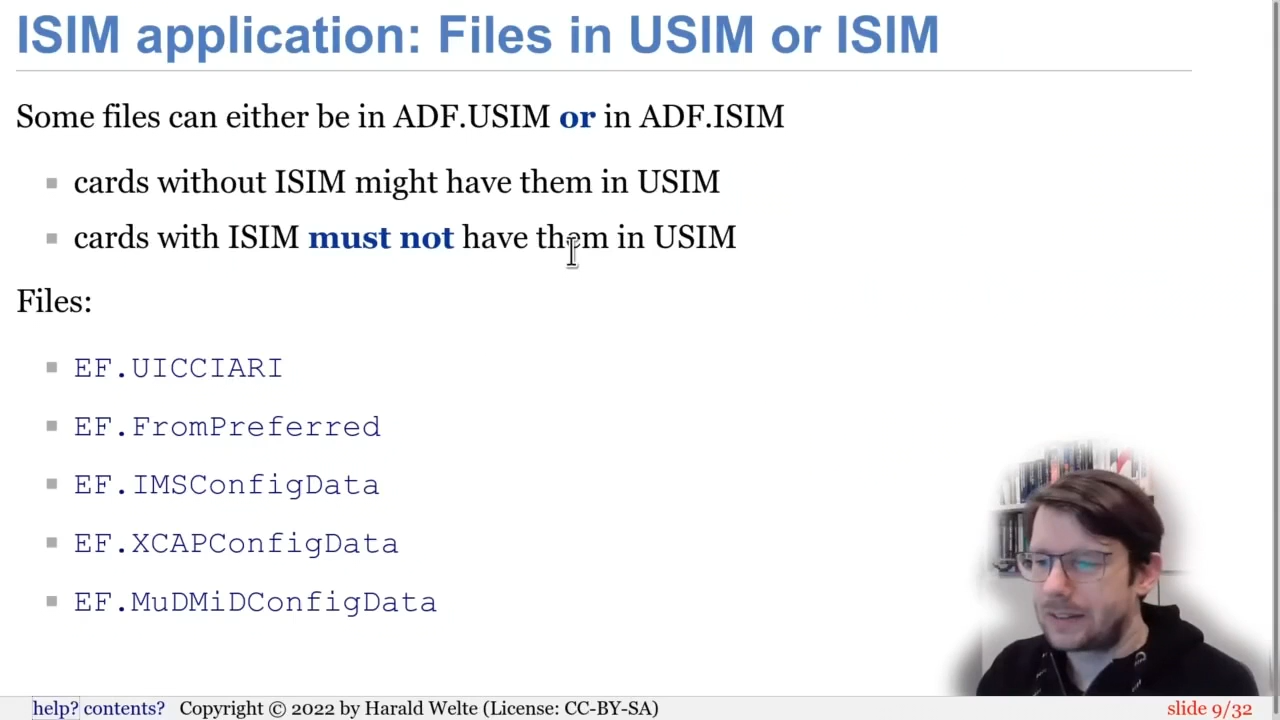 ISIM application: Files in USIM or ISIM
Some files can either be in ADF.USIM or in ADF.ISIM
cards without ISIM might have them in USIM
cards with ISIM must not have them in USIM
Files:
EF.UICCIARI
EF.FromPreferred
EF.IMSConfigData
EF.XCAPConfigData
EF.MuDMiDConfigData
help? contents? Copyright © 2022 by Harald Welte (License: CC-BY-SA) slide 9/32